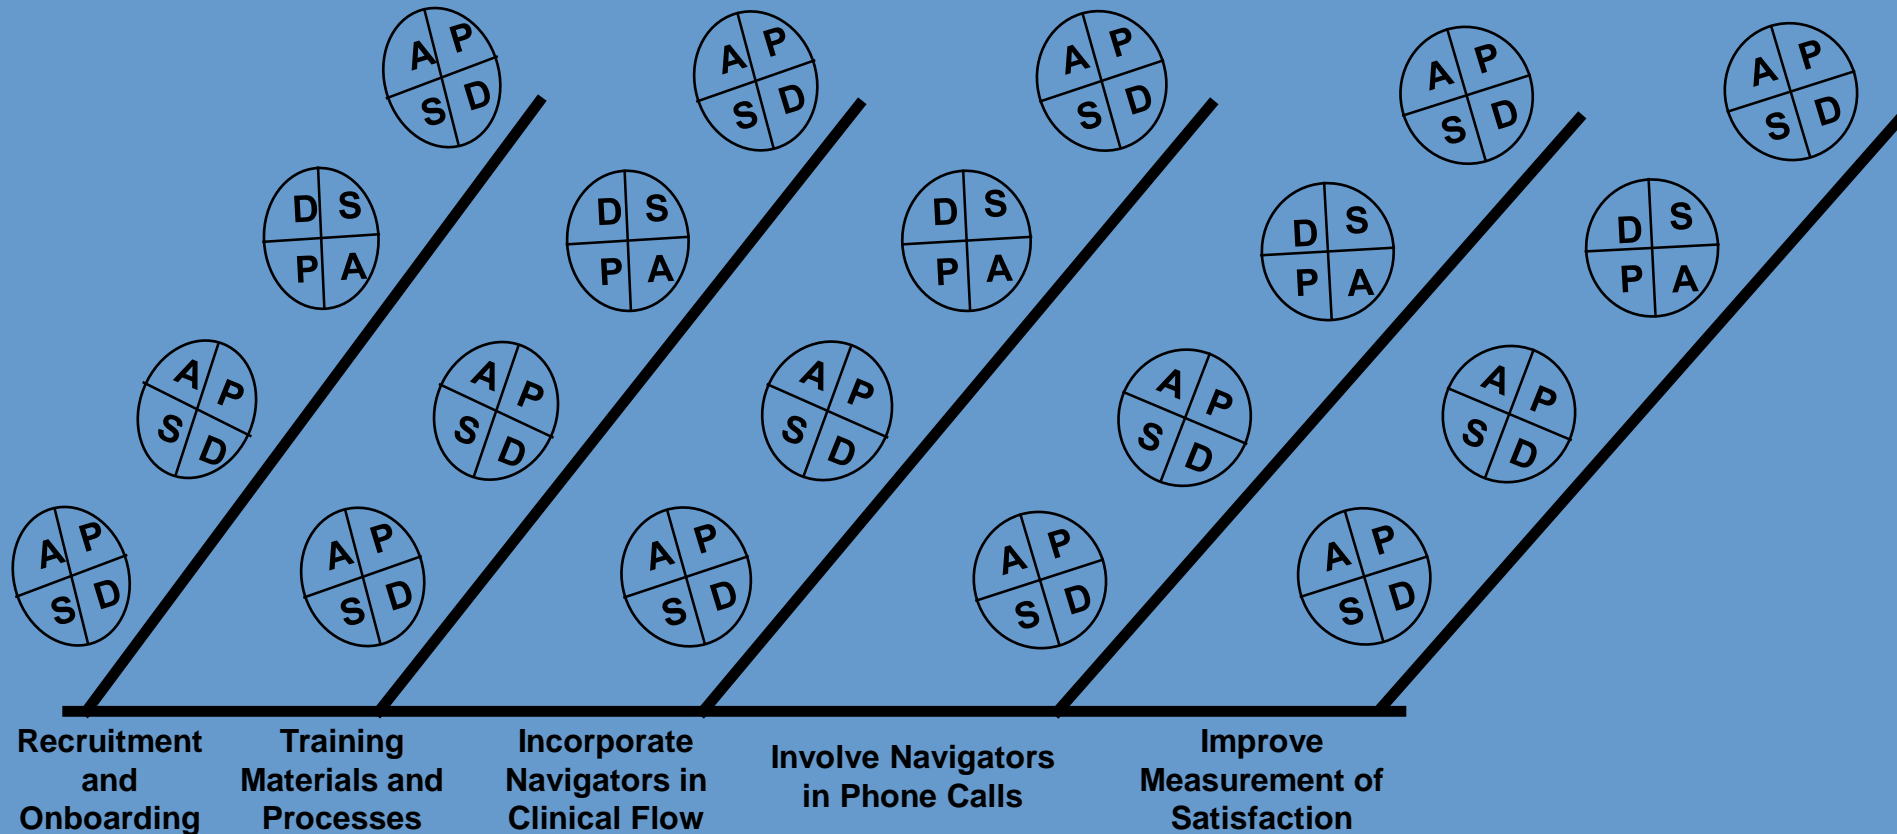 A P
S D
A P
S D
A P
S D
A P
S D
A P
S D
D S
P A
D S
P A
D S
P A
D S
P A
D S
P A
A P
S D
A P
S D
A P
S D
A P
S D
A P
S D
A P
S D
A P
S D
A P
S D
A P
S D
A P
S D
Recruitment
and
Onboarding
Training
Materials and
Processes
Incorporate
Navigators in
Clinical Flow
Involve Navigators
in Phone Calls
Improve
Measurement of
Satisfaction